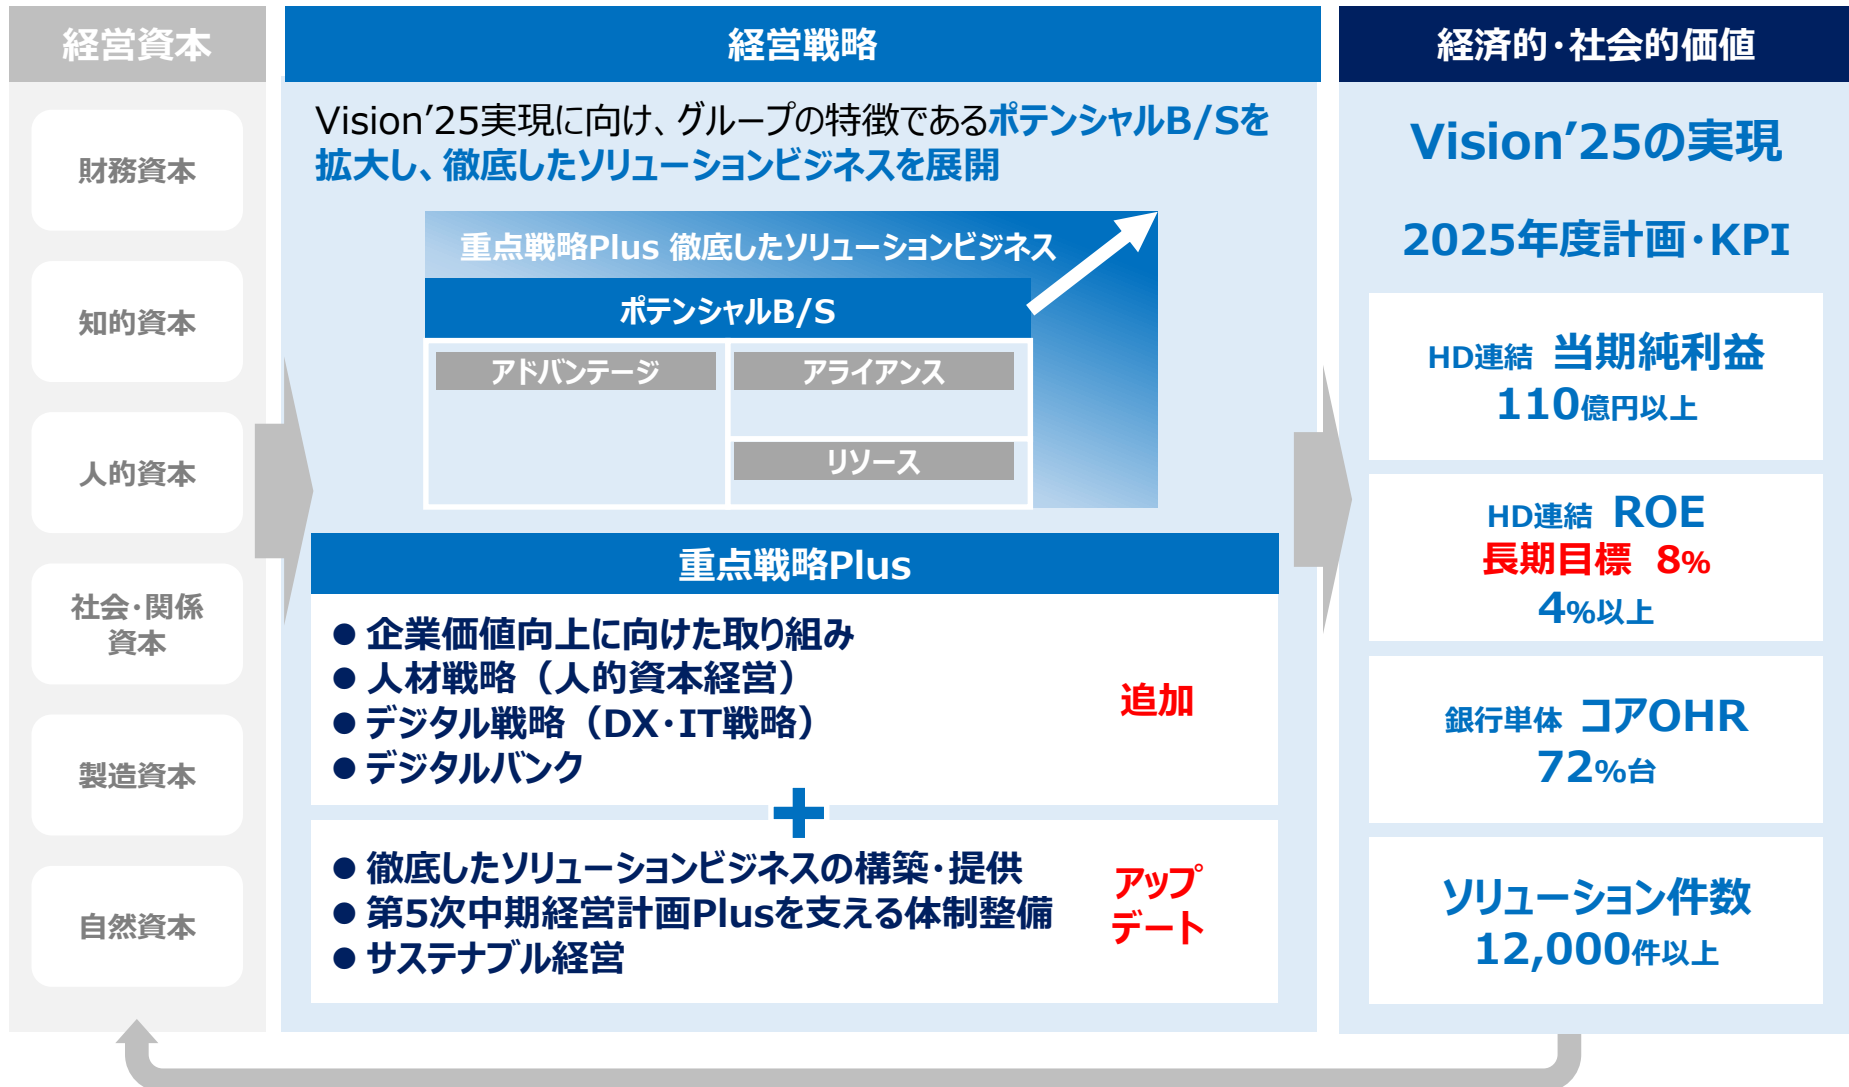 経営資本
財務資本
知的資本
人的資本
社会・関係
資本
製造資本
自然資本
経営戦略
Vision’25実現に向け、グループの特徴であるポテンシャルB/Sを
拡大し、徹底したソリューションビジネスを展開
重点戦略Plus 徹底したソリューションビジネス
ポテンシャルB/S
アドバンテージ
アライアンス
リソース
重点戦略Plus
● 企業価値向上に向けた取り組み
● 人材戦略（人的資本経営）
● デジタル戦略（DX・IT戦略）
● デジタルバンク
追加
● 徹底したソリューションビジネスの構築・提供
● 第5次中期経営計画Plusを支える体制整備
● サステナブル経営
アップ
デート
経済的・社会的価値
Vision’25の実現
2025年度計画・KPI
HD連結 当期純利益
110億円以上
HD連結 ROE
長期目標 8%
4%以上
銀行単体 コアOHR
72%台
ソリューション件数
12,000件以上